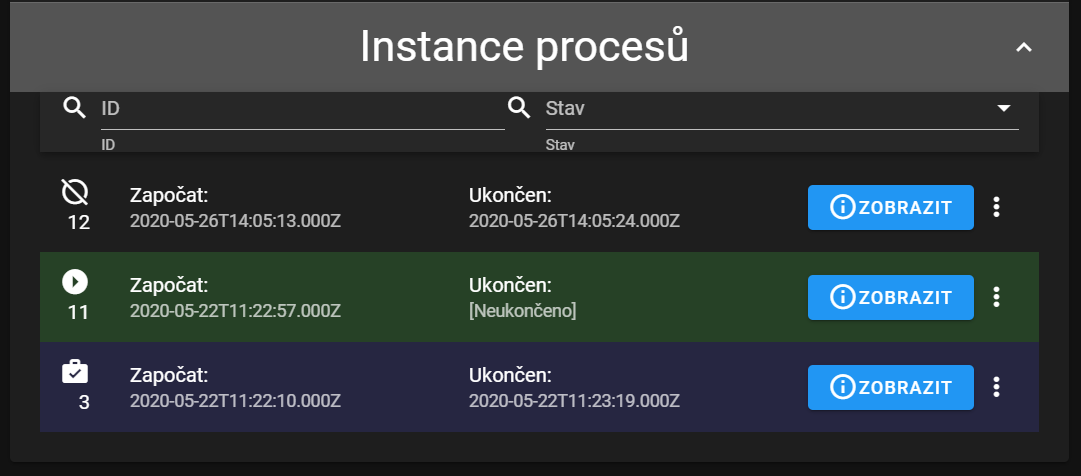 Instance procesů
ID Stav
ID Stav
Započat: Ukončen:
12 2020-05-26T14:05:13.000Z 2020-05-26T14:05:24.000Z ZOBRAZIT
Započat: Ukončen:
11 2020-05-22T11:22:57.000Z [Neukončeno] ZOBRAZIT
Započat: Ukončen:
3 2020-05-22T11:22:10.000Z 2020-05-22T11:23:19.000Z ZOBRAZIT